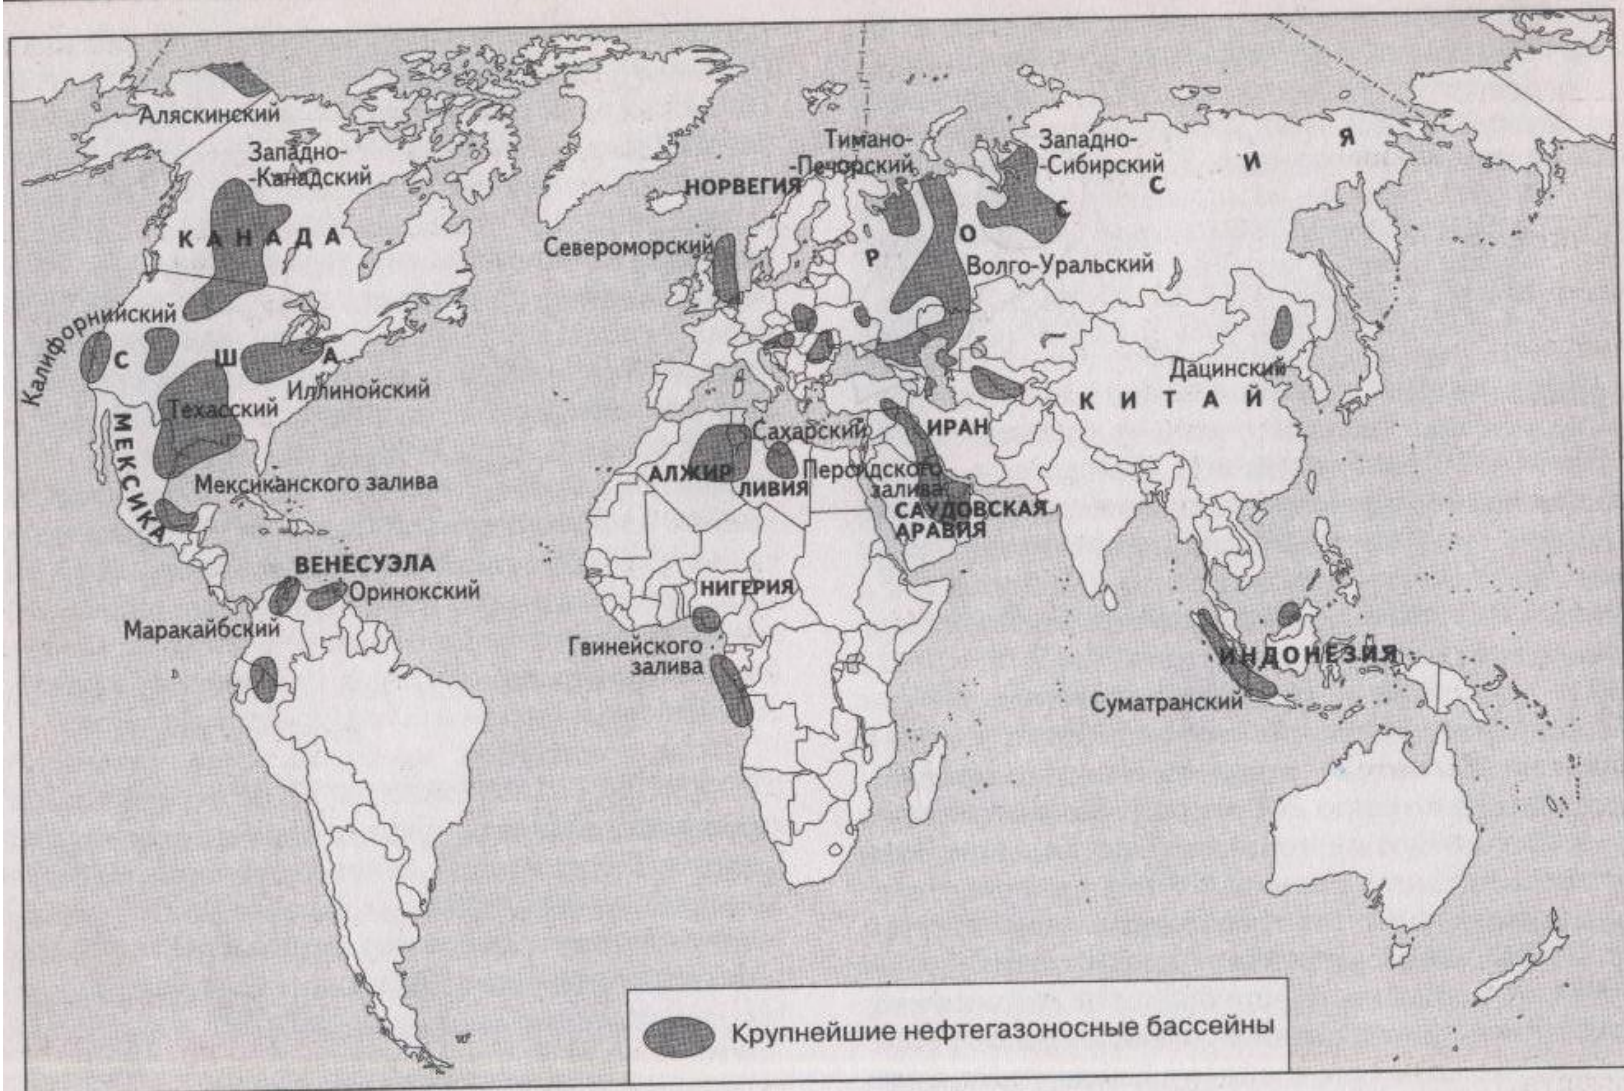 Аляскинский
Западно-
-Канадский
КАНАДА
Калифорнийский
США
Иллинойский
Техасский
МЕКСИКА
Мексиканского залива
ВЕНЕСУЭЛА
Оринокский
Маракайбский
НОРВЕГИЯ
Североморский
Тимано-
-Печорский
Западно-
-Сибирский
РОССИЯ
Волго-Уральский
Дацинский
КИТАЙ
ИРАН
Сахарский
АЛЖИР
ЛИВИЯ
Персидского
залива
САУДОВСКАЯ
АРАВИЯ
НИГЕРИЯ
Гвинейского
залива
ИНДОНЕЗИЯ
Суматранский
Крупнейшие нефтегазоносные бассейны